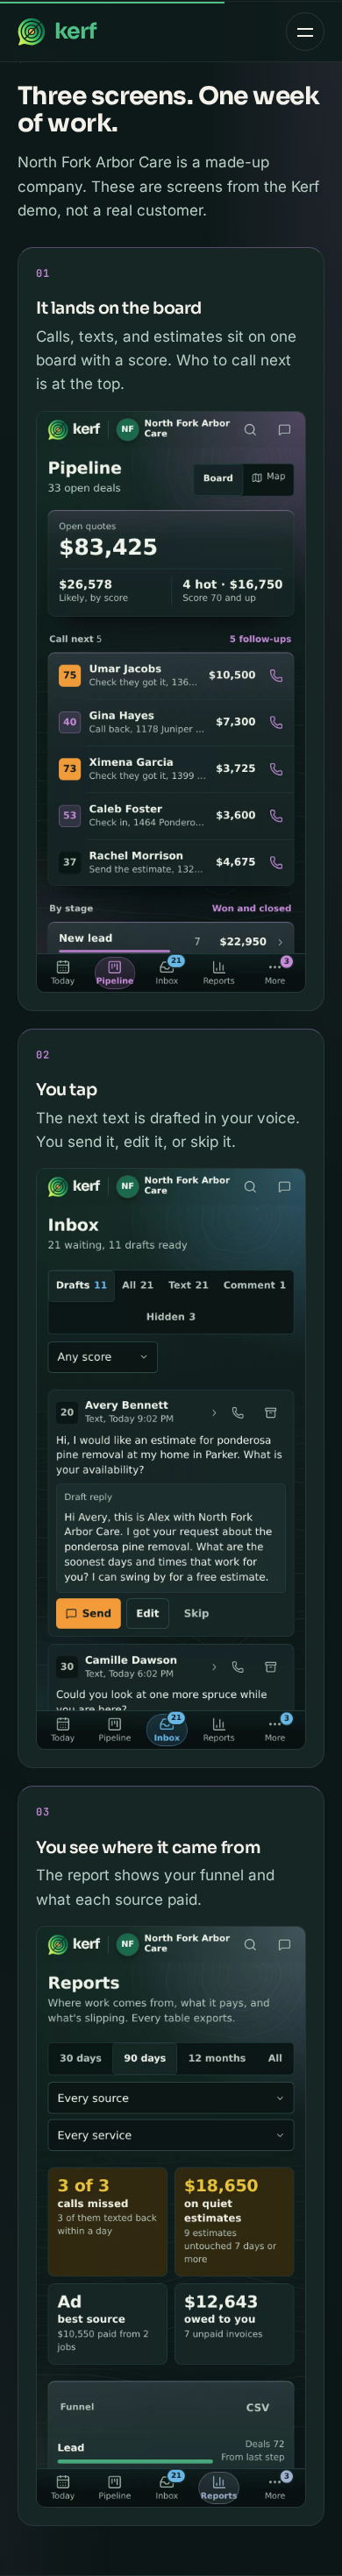 kerf
Three screens. One week
of work.
North Fork Arbor Care is a made-up
company. These are screens from the Kerf
demo, not a real customer.
01
It lands on the board
Calls, texts, and estimates sit on one
board with a score. Who to call next
is at the top.
kerf NF North Fork Arbor
Care
Pipeline
33 open deals
Board Map
Open quotes
$83,425
$26,578 4 hot · $16,750
Likely, by score Score 70 and up
Call next 5 5 follow-ups
75 Umar Jacobs $10,500
Check they got it, 136...
40 Gina Hayes $7,300
Call back, 1178 Juniper ...
73 Ximena Garcia $3,725
Check they got it, 1399 ...
53 Caleb Foster $3,600
Check in, 1464 Pondero...
37 Rachel Morrison $4,675
Send the estimate, 132...
By stage Won and closed
New lead 7 $22,950
21 3
Today Pipeline Inbox Reports More
02
You tap
The next text is drafted in your voice.
You send it, edit it, or skip it.
kerf NF North Fork Arbor
Care
Inbox
21 waiting, 11 drafts ready
Drafts 11 All 21 Text 21 Comment 1
Hidden 3
Any score
20 Avery Bennett
Text, Today 9:02 PM
Hi, I would like an estimate for ponderosa
pine removal at my home in Parker. What is
your availability?
Draft reply
Hi Avery, this is Alex with North Fork
Arbor Care. I got your request about the
ponderosa pine removal. What are the
soonest days and times that work for
you? I can swing by for a free estimate.
Send Edit Skip
30 Camille Dawson
Text, Today 6:02 PM
Could you look at one more spruce while
you are here?
21 3
Today Pipeline Inbox Reports More
03
You see where it came from
The report shows your funnel and
what each source paid.
kerf NF North Fork Arbor
Care
Reports
Where work comes from, what it pays, and
what's slipping. Every table exports.
30 days 90 days 12 months All
Every source
Every service
3 of 3
calls missed
3 of them texted back
within a day
$18,650
on quiet
estimates
9 estimates
untouched 7 days or
more
Ad
best source
$10,550 paid from 2
jobs
$12,643
owed to you
7 unpaid invoices
Funnel CSV
Lead Deals 72
From last step
21 3
Today Pipeline Inbox Reports More